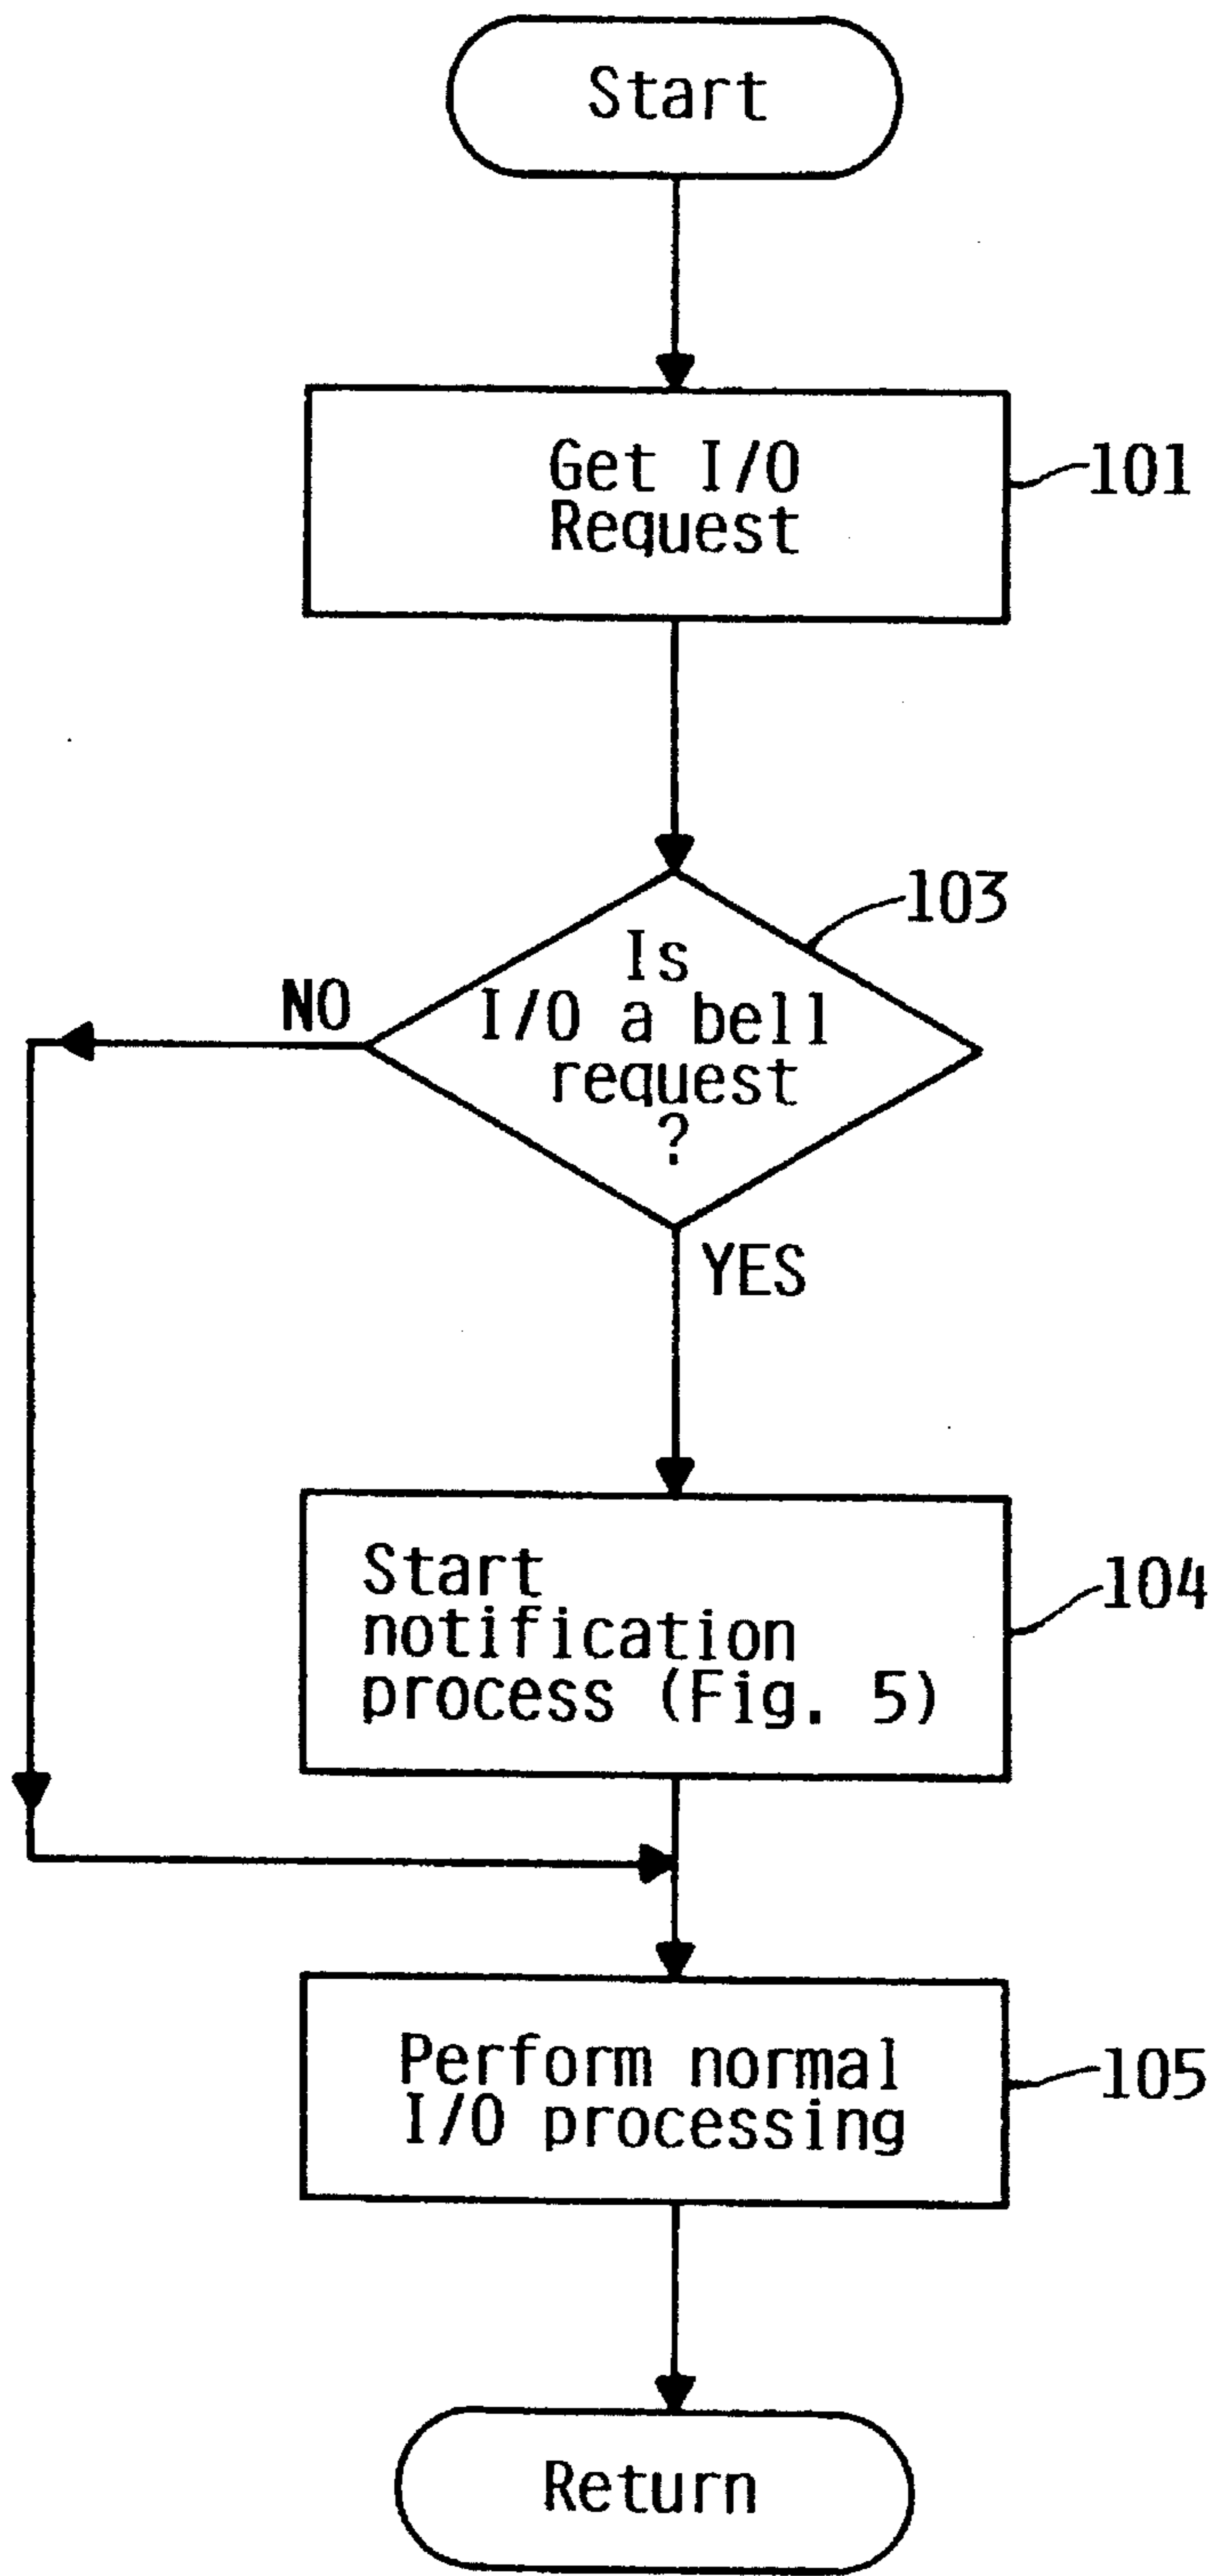 Start
Get I/O
Request
101
103
Is
I/O a bell
request
?
NO
YES
Start
notification
process (Fig. 5)
104
Perform normal
I/O processing
105
Return